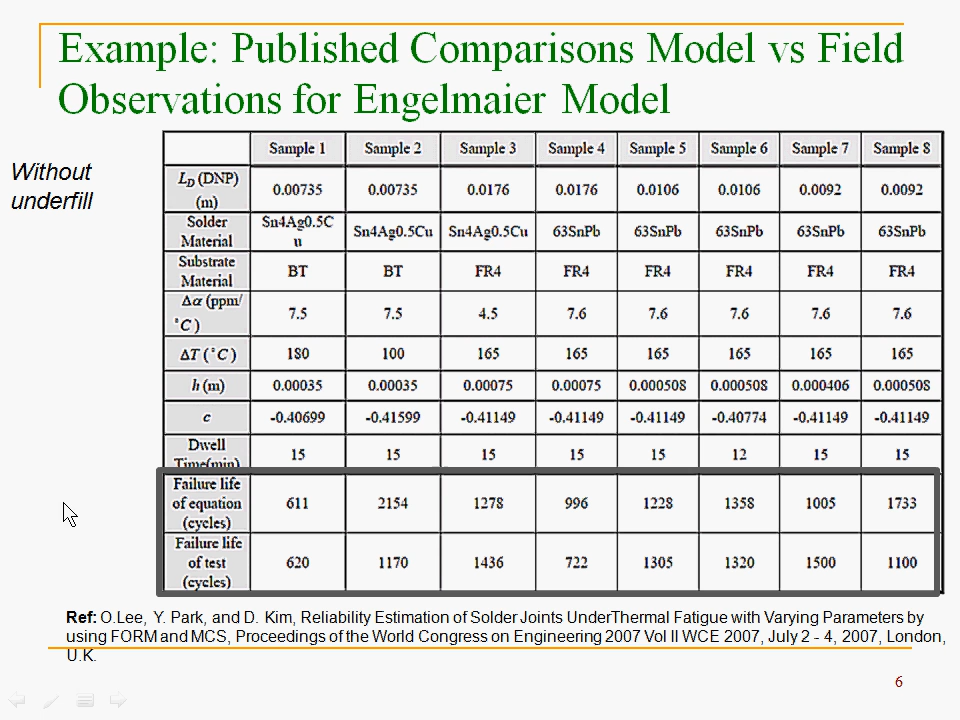 Example: Published Comparisons Model vs Field
Observations for Engelmaier Model
Without
underfill
Sample 1 Sample 2 Sample 3 Sample 4 Sample 5 Sample 6 Sample 7 Sample 8
L_D (DNP) (m) 0.00735 0.00735 0.0176 0.0176 0.0106 0.0106 0.0092 0.0092
Solder Material Sn4Ag0.5Cu Sn4Ag0.5Cu Sn4Ag0.5Cu 63SnPb 63SnPb 63SnPb 63SnPb 63SnPb
Substrate Material BT BT FR4 FR4 FR4 FR4 FR4 FR4
Δα (ppm/°C) 7.5 7.5 4.5 7.6 7.6 7.6 7.6 7.6
ΔT (°C) 180 100 165 165 165 165 165 165
h (m) 0.00035 0.00035 0.00075 0.00075 0.000508 0.000508 0.000406 0.000508
c -0.40699 -0.41599 -0.41149 -0.41149 -0.41149 -0.40774 -0.41149 -0.41149
Dwell Time(min) 15 15 15 15 15 12 15 15
Failure life of equation (cycles) 611 2154 1278 996 1228 1358 1005 1733
Failure life of test (cycles) 620 1170 1436 722 1305 1320 1500 1100
Ref: O.Lee, Y. Park, and D. Kim, Reliability Estimation of Solder Joints UnderThermal Fatigue with Varying Parameters by
using FORM and MCS, Proceedings of the World Congress on Engineering 2007 Vol II WCE 2007, July 2 - 4, 2007, London,
U.K.
6